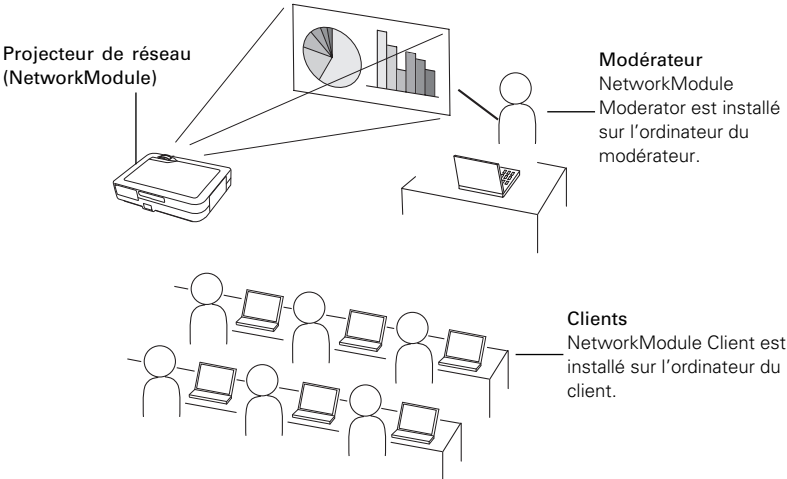 Projecteur de réseau
(NetworkModule)
Modérateur
NetworkModule
Moderator est installé
sur l'ordinateur du
modérateur.
Clients
NetworkModule Client est
installé sur l'ordinateur du
client.